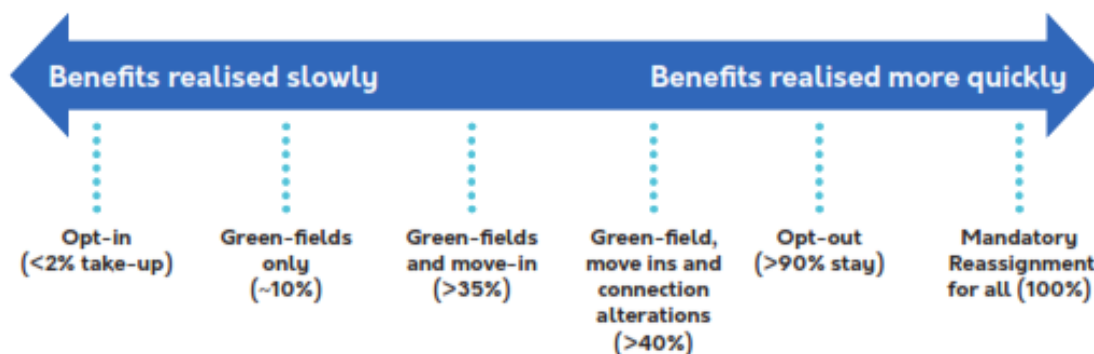 Benefits realised slowly
Benefits realised more quickly
Opt-in
(<2% take-up)
Green-fields
only
(~10%)
Green-fields
and move-in
(>35%)
Green-field,
move ins and
connection
alterations
(>40%)
Opt-out
(>90% stay)
Mandatory
Reassignment
for all (100%)